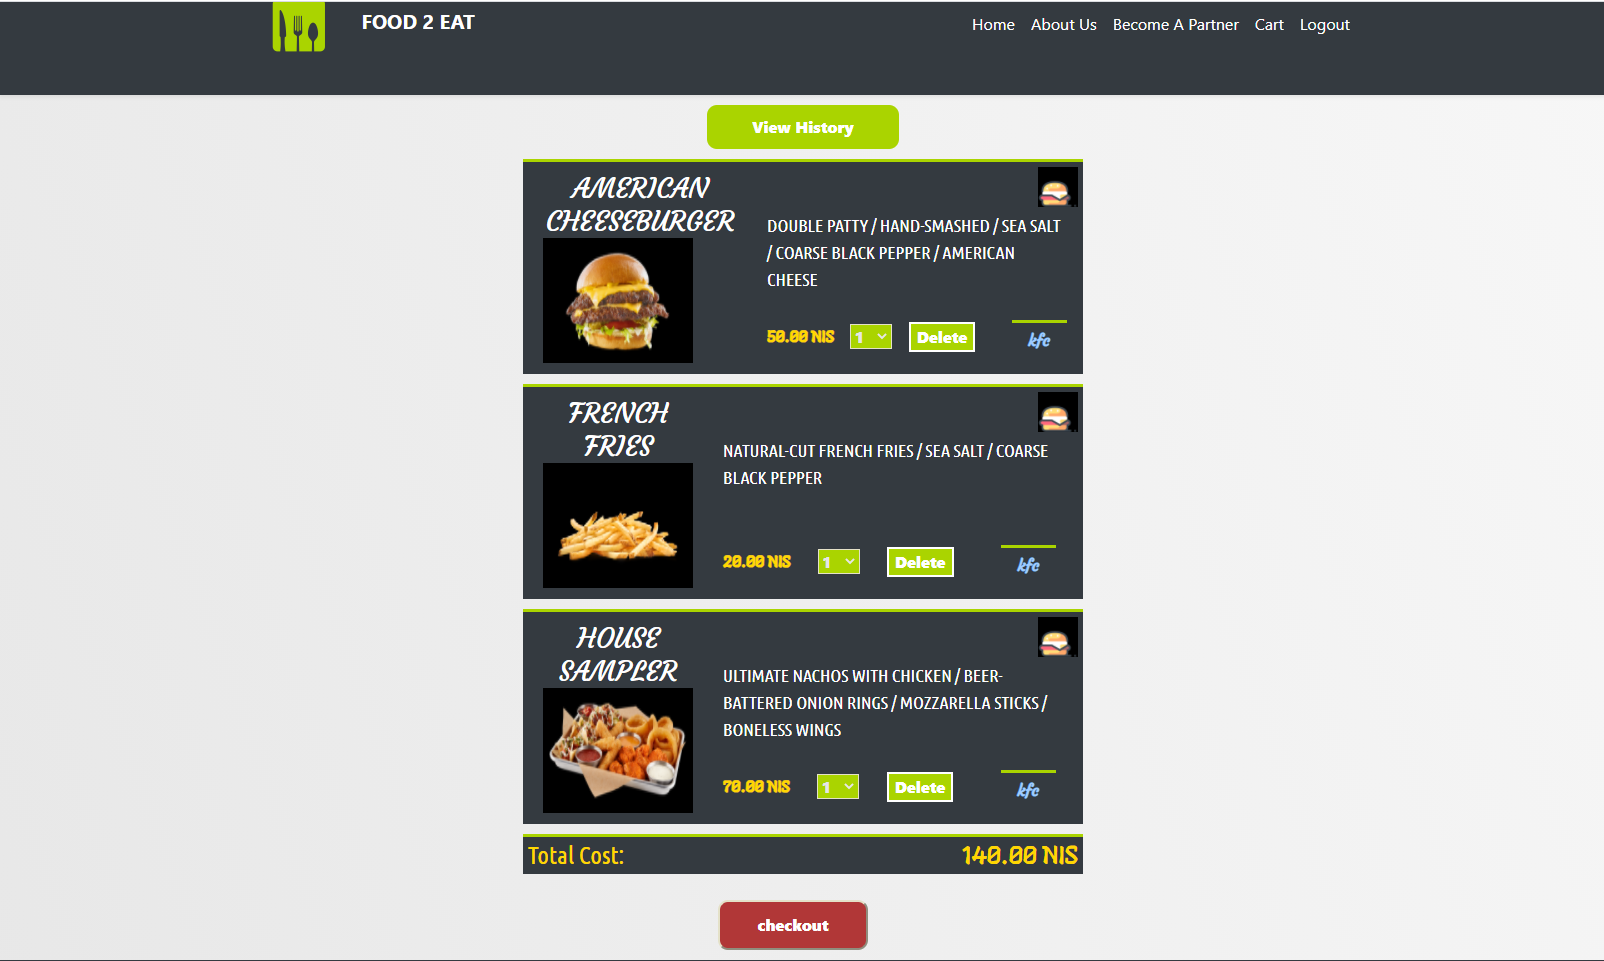 FOOD 2 EAT
Home About Us Become A Partner Cart Logout
View History
AMERICAN
CHEESEBURGER
DOUBLE PATTY / HAND-SMASHED / SEA SALT
/ COARSE BLACK PEPPER / AMERICAN
CHEESE
50.00 NIS 1 Delete kfc
FRENCH
FRIES
NATURAL-CUT FRENCH FRIES / SEA SALT / COARSE
BLACK PEPPER
20.00 NIS 1 Delete kfc
HOUSE
SAMPLER
ULTIMATE NACHOS WITH CHICKEN / BEER-
BATTERED ONION RINGS / MOZZARELLA STICKS /
BONELESS WINGS
70.00 NIS 1 Delete kfc
Total Cost: 140.00 NIS
checkout